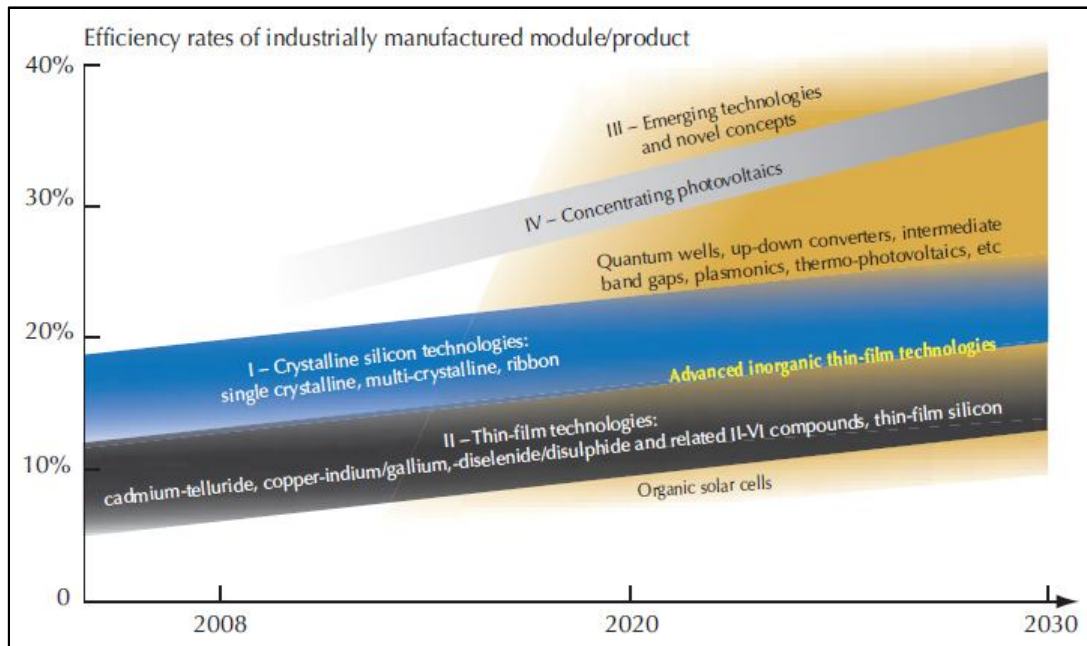 Efficiency rates of industrially manufactured module/product
40%
III – Emerging technologies
and novel concepts
30%
IV – Concentrating photovoltaics
Quantum wells, up-down converters, intermediate
band gaps, plasmonics, thermo-photovoltaics, etc
20%
I – Crystalline silicon technologies:
single crystalline, multi-crystalline, ribbon
Advanced inorganic thin-film technologies
II – Thin-film technologies:
cadmium-telluride, copper-indium/gallium,-diselenide/disulphide and related II-VI compounds, thin-film silicon
10%
Organic solar cells
0
2008
2020
2030